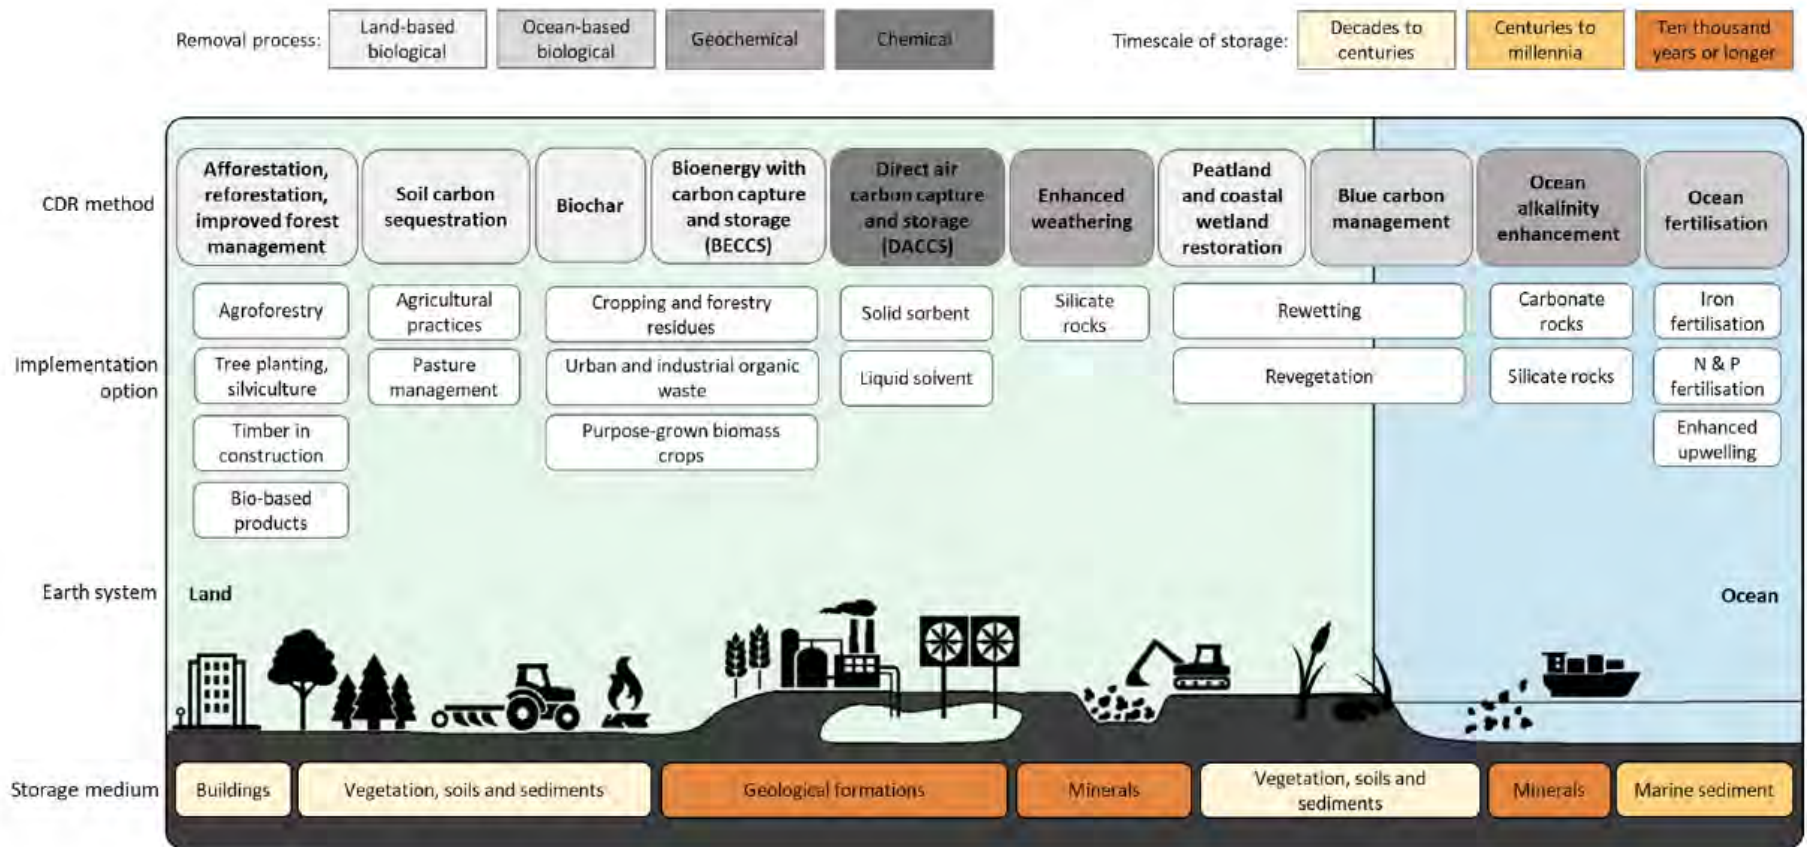 Removal process:
Land-based
biological
Ocean-based
biological
Geochemical
Chemical
Timescale of storage:
Decades to
centuries
Centuries to
millennia
Ten thousand
years or longer
CDR method
Afforestation,
reforestation,
improved forest
management
Soil carbon
sequestration
Biochar
Bioenergy with
carbon capture
and storage
(BECCS)
Direct air
carbon capture
and storage
(DACCS)
Enhanced
weathering
Peatland
and coastal
wetland
restoration
Blue carbon
management
Ocean
alkalinity
enhancement
Ocean
fertilisation
Implementation
option
Agroforestry
Tree planting,
silviculture
Timber in
construction
Bio-based
products
Agricultural
practices
Pasture
management
Cropping and forestry
residues
Urban and industrial organic
waste
Purpose-grown biomass
crops
Solid sorbent
Liquid solvent
Silicate
rocks
Rewetting
Revegetation
Carbonate
rocks
Silicate rocks
Iron
fertilisation
N & P
fertilisation
Enhanced
upwelling
Earth system
Land
Ocean
Storage medium
Buildings
Vegetation, soils and sediments
Geological formations
Minerals
Vegetation, soils and
sediments
Minerals
Marine sediment